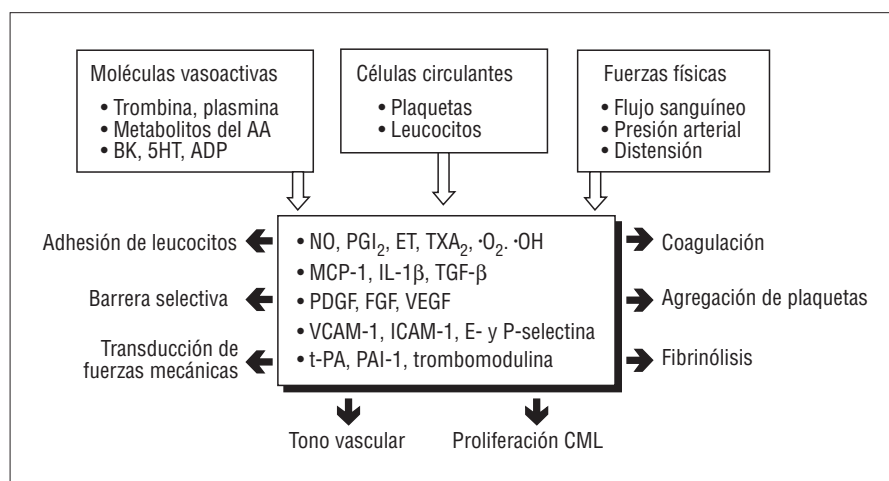 Moléculas vasoactivas
• Trombina, plasmina
• Metabolitos del AA
• BK, 5HT, ADP
Células circulantes
• Plaquetas
• Leucocitos
Fuerzas físicas
• Flujo sanguíneo
• Presión arterial
• Distensión
Adhesión de leucocitos
Barrera selectiva
Transducción de
fuerzas mecánicas
• NO, PGI₂, ET, TXA₂, ·O₂. ·OH
• MCP-1, IL-1β, TGF-β
• PDGF, FGF, VEGF
• VCAM-1, ICAM-1, E- y P-selectina
• t-PA, PAI-1, trombomodulina
Coagulación
Agregación de plaquetas
Fibrinólisis
Tono vascular
Proliferación CML